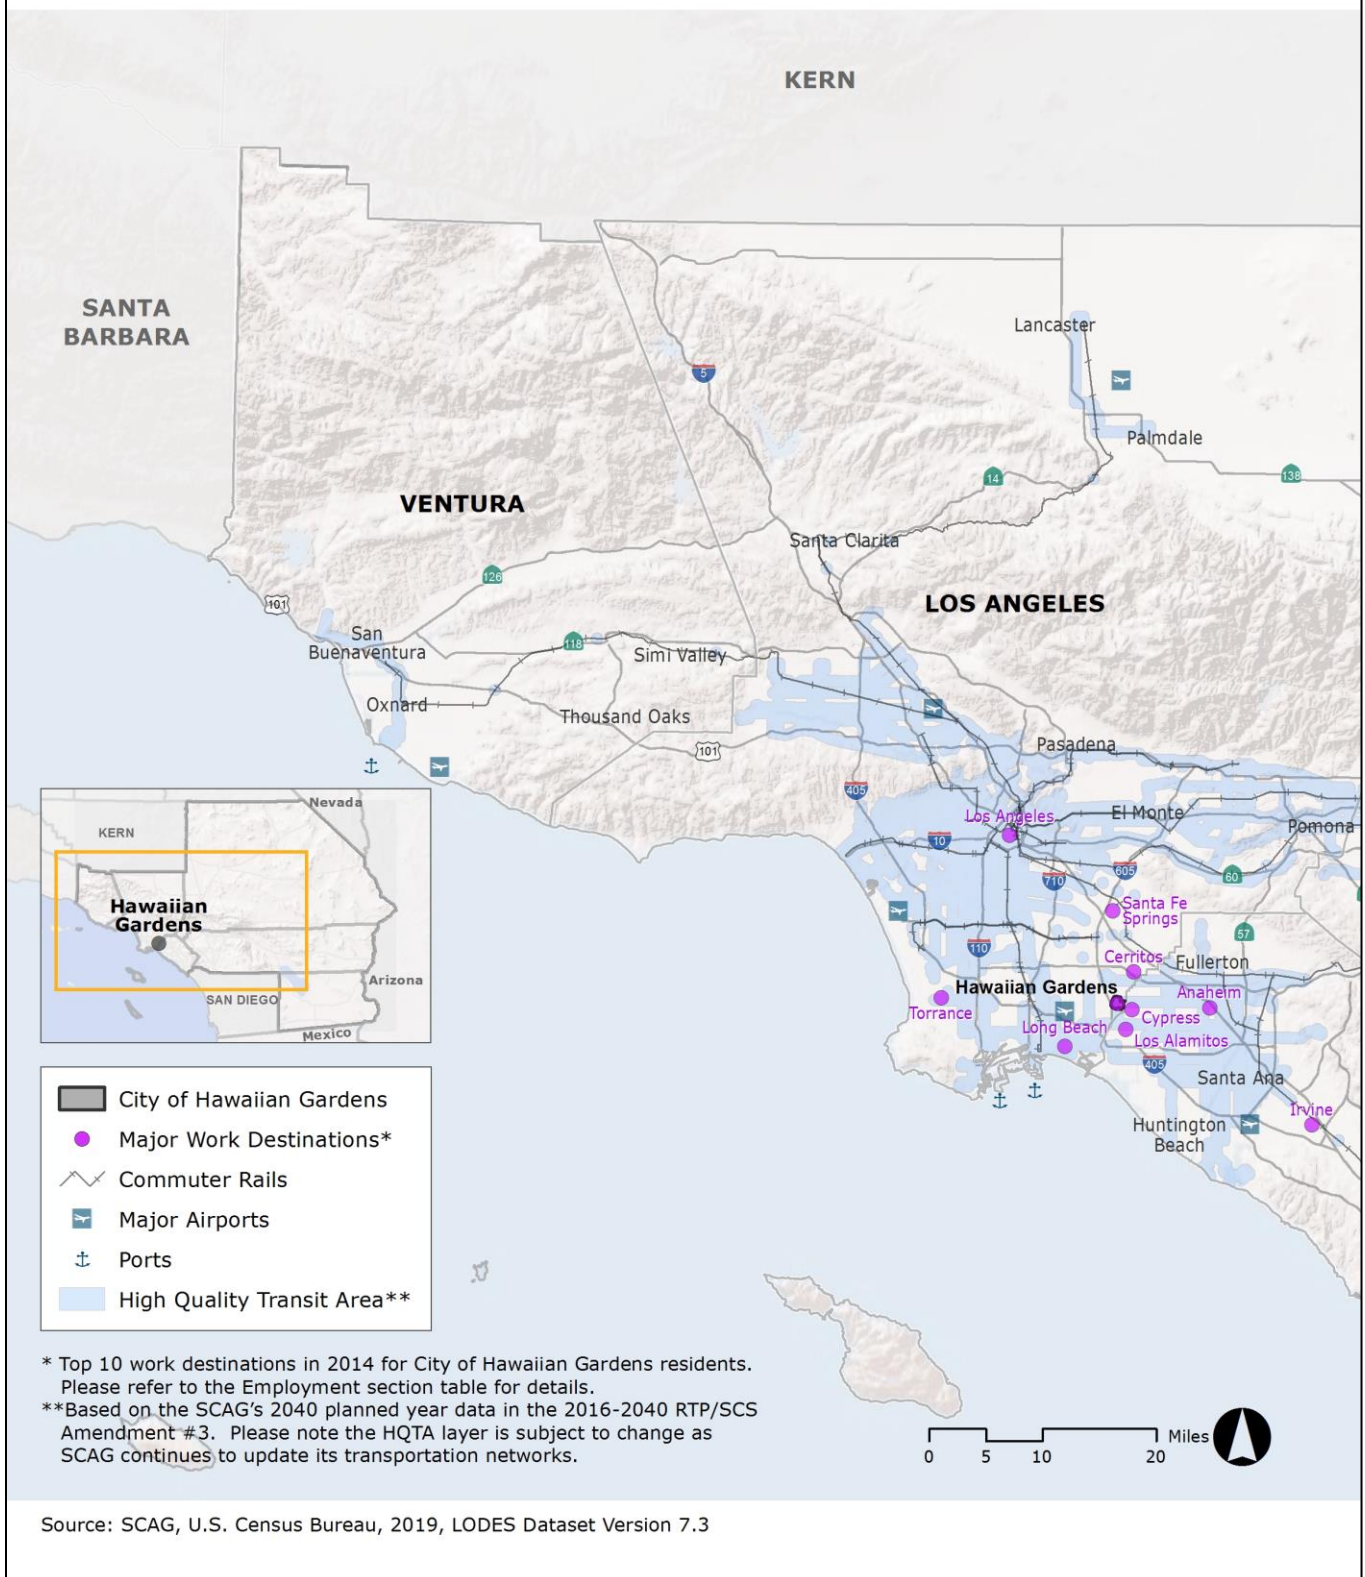 KERN
SANTA
BARBARA
Lancaster
5
Palmdale
14
138
VENTURA
Santa Clarita
126
101
LOS ANGELES
San
Buenaventura
118
Simi Valley
Oxnard
Thousand Oaks
101
Pasadena
405
Los Angeles
El Monte
Pomona
10
710
605
60
Santa Fe
Springs
110
57
Cerritos
Fullerton
Hawaiian Gardens
Anaheim
Torrance
Cypress
Long Beach
Los Alamitos
405
Santa Ana
Irvine
Huntington
Beach
Nevada
KERN
Hawaiian
Gardens
Arizona
SAN DIEGO
Mexico
City of Hawaiian Gardens
Major Work Destinations*
Commuter Rails
Major Airports
Ports
High Quality Transit Area**
* Top 10 work destinations in 2014 for City of Hawaiian Gardens residents.
Please refer to the Employment section table for details.
**Based on the SCAG's 2040 planned year data in the 2016-2040 RTP/SCS
Amendment #3. Please note the HQTA layer is subject to change as
SCAG continues to update its transportation networks.
Miles
0 5 10 20
Source: SCAG, U.S. Census Bureau, 2019, LODES Dataset Version 7.3